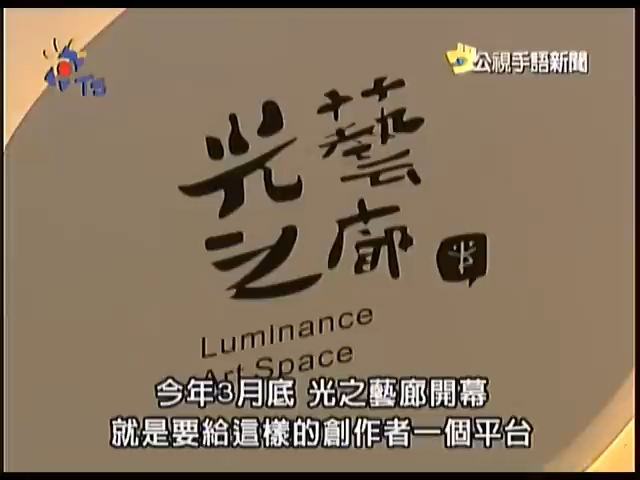 PTS
公視手語新聞
光之藝廊
Luminance
Art Space
今年3月底 光之藝廊開幕
就是要給這樣的創作者一個平台